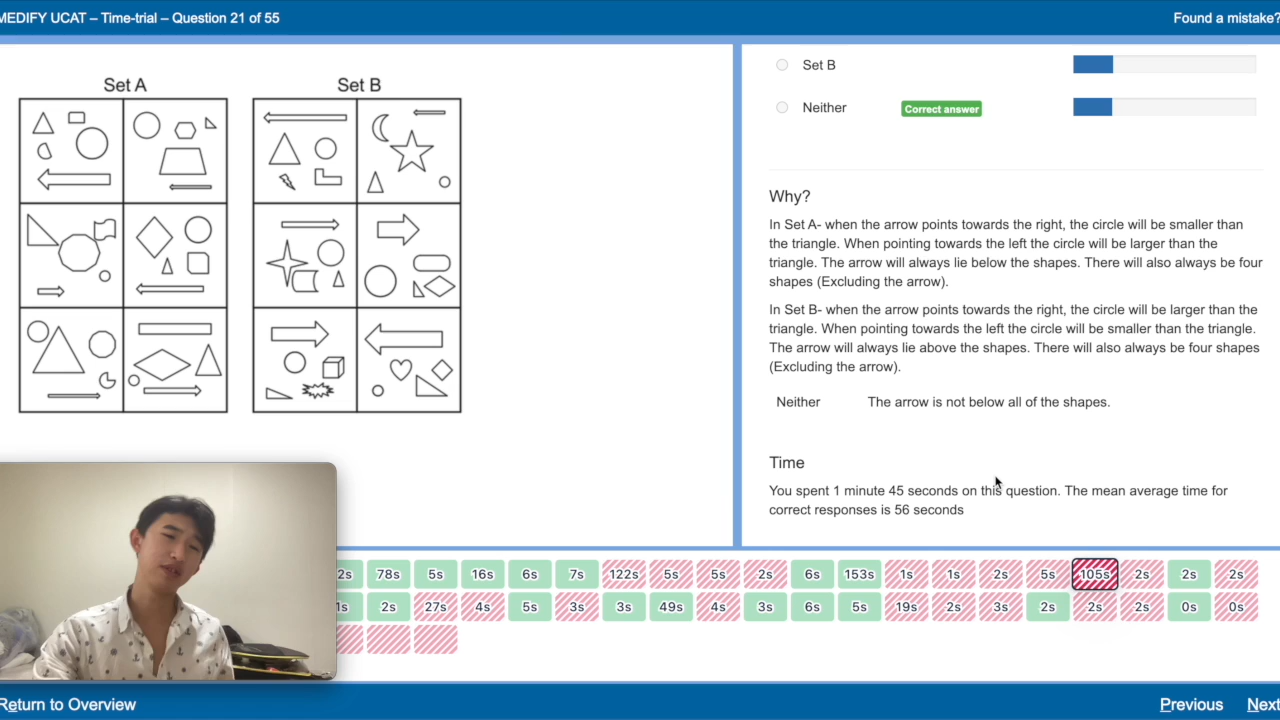 MEDIFY UCAT – Time-trial – Question 21 of 55
Found a mistake?
Set A
Set B
Set B
Neither
Correct answer
Why?
In Set A- when the arrow points towards the right, the circle will be smaller than
the triangle. When pointing towards the left the circle will be larger than the
triangle. The arrow will always lie below the shapes. There will also always be four
shapes (Excluding the arrow).
In Set B- when the arrow points towards the right, the circle will be larger than the
triangle. When pointing towards the left the circle will be smaller than the triangle.
The arrow will always lie above the shapes. There will also always be four shapes
(Excluding the arrow).
Neither The arrow is not below all of the shapes.
Time
You spent 1 minute 45 seconds on this question. The mean average time for
correct responses is 56 seconds
2s 78s 5s 16s 6s 7s 122s 5s 5s 2s 6s 153s 1s 1s 2s 5s 105s 2s 2s 2s
1s 2s 27s 4s 5s 3s 3s 49s 4s 3s 6s 5s 19s 2s 3s 2s 2s 2s 0s 0s
Return to Overview
Previous
Next